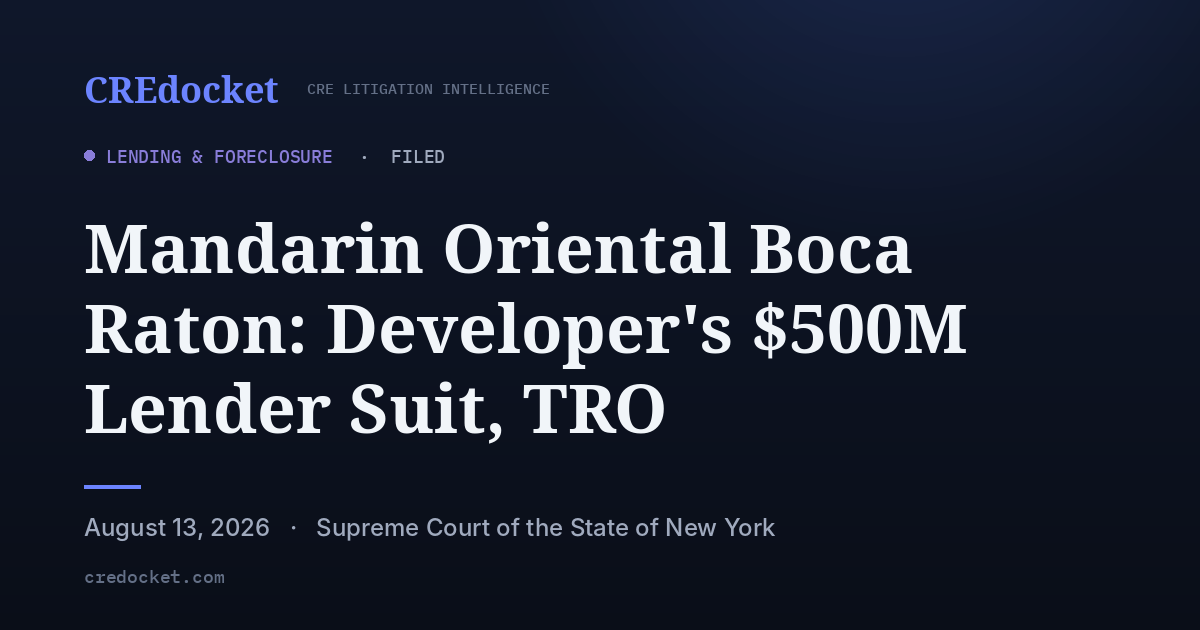 CREdocket CRE LITIGATION INTELLIGENCE
LENDING & FORECLOSURE · FILED
Mandarin Oriental Boca
Raton: Developer's $500M
Lender Suit, TRO
August 13, 2026 · Supreme Court of the State of New York
credocket.com